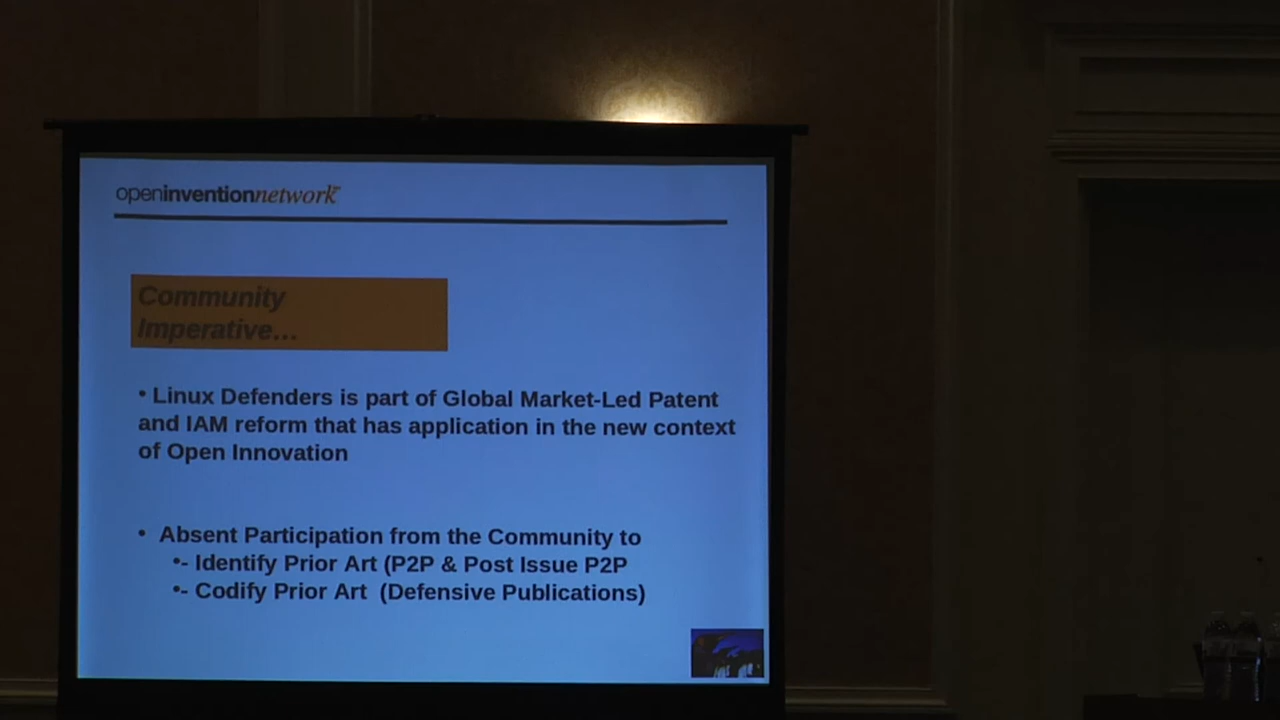 openinventionnetwork
Community
Imperative...
• Linux Defenders is part of Global Market-Led Patent
and IAM reform that has application in the new context
of Open Innovation
• Absent Participation from the Community to
•- Identify Prior Art (P2P & Post Issue P2P
•- Codify Prior Art (Defensive Publications)